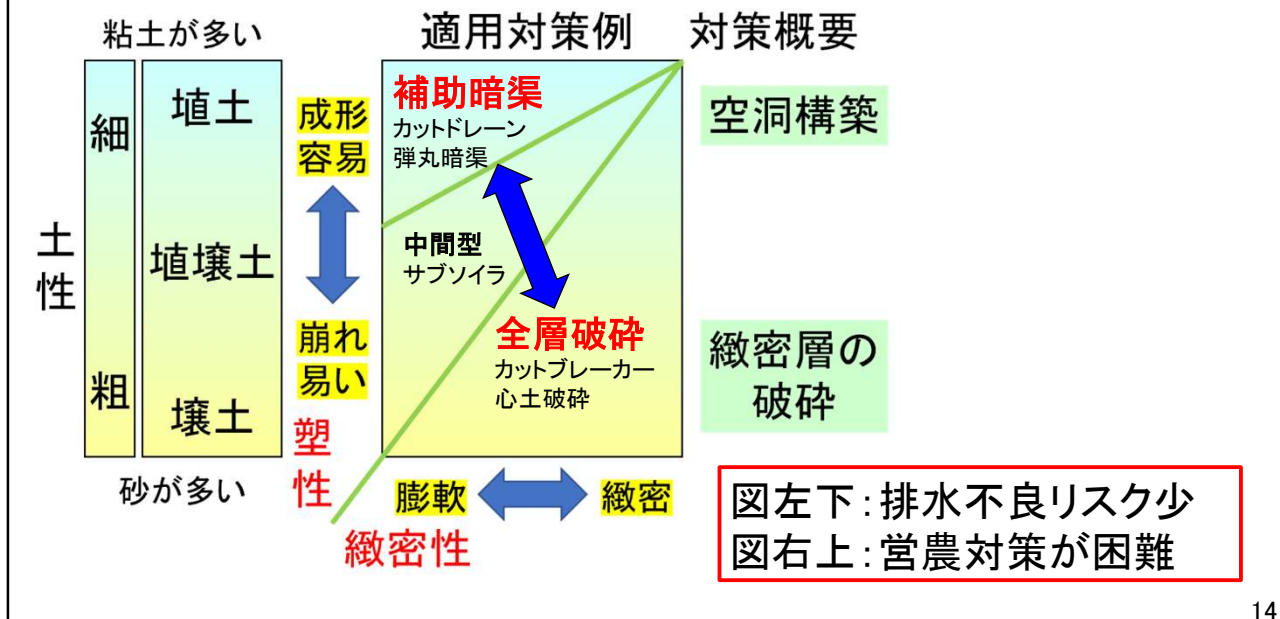 粘土が多い
適用対策例
対策概要
土性
細
粗
埴土
埴壌土
壌土
砂が多い
成形
容易
崩れ
易い
塑性
補助暗渠
カットドレーン
弾丸暗渠
中間型
サブソイラ
全層破砕
カットブレーカー
心土破砕
空洞構築
緻密層の
破砕
膨軟
緻密
緻密性
図左下：排水不良リスク少
図右上：営農対策が困難
14